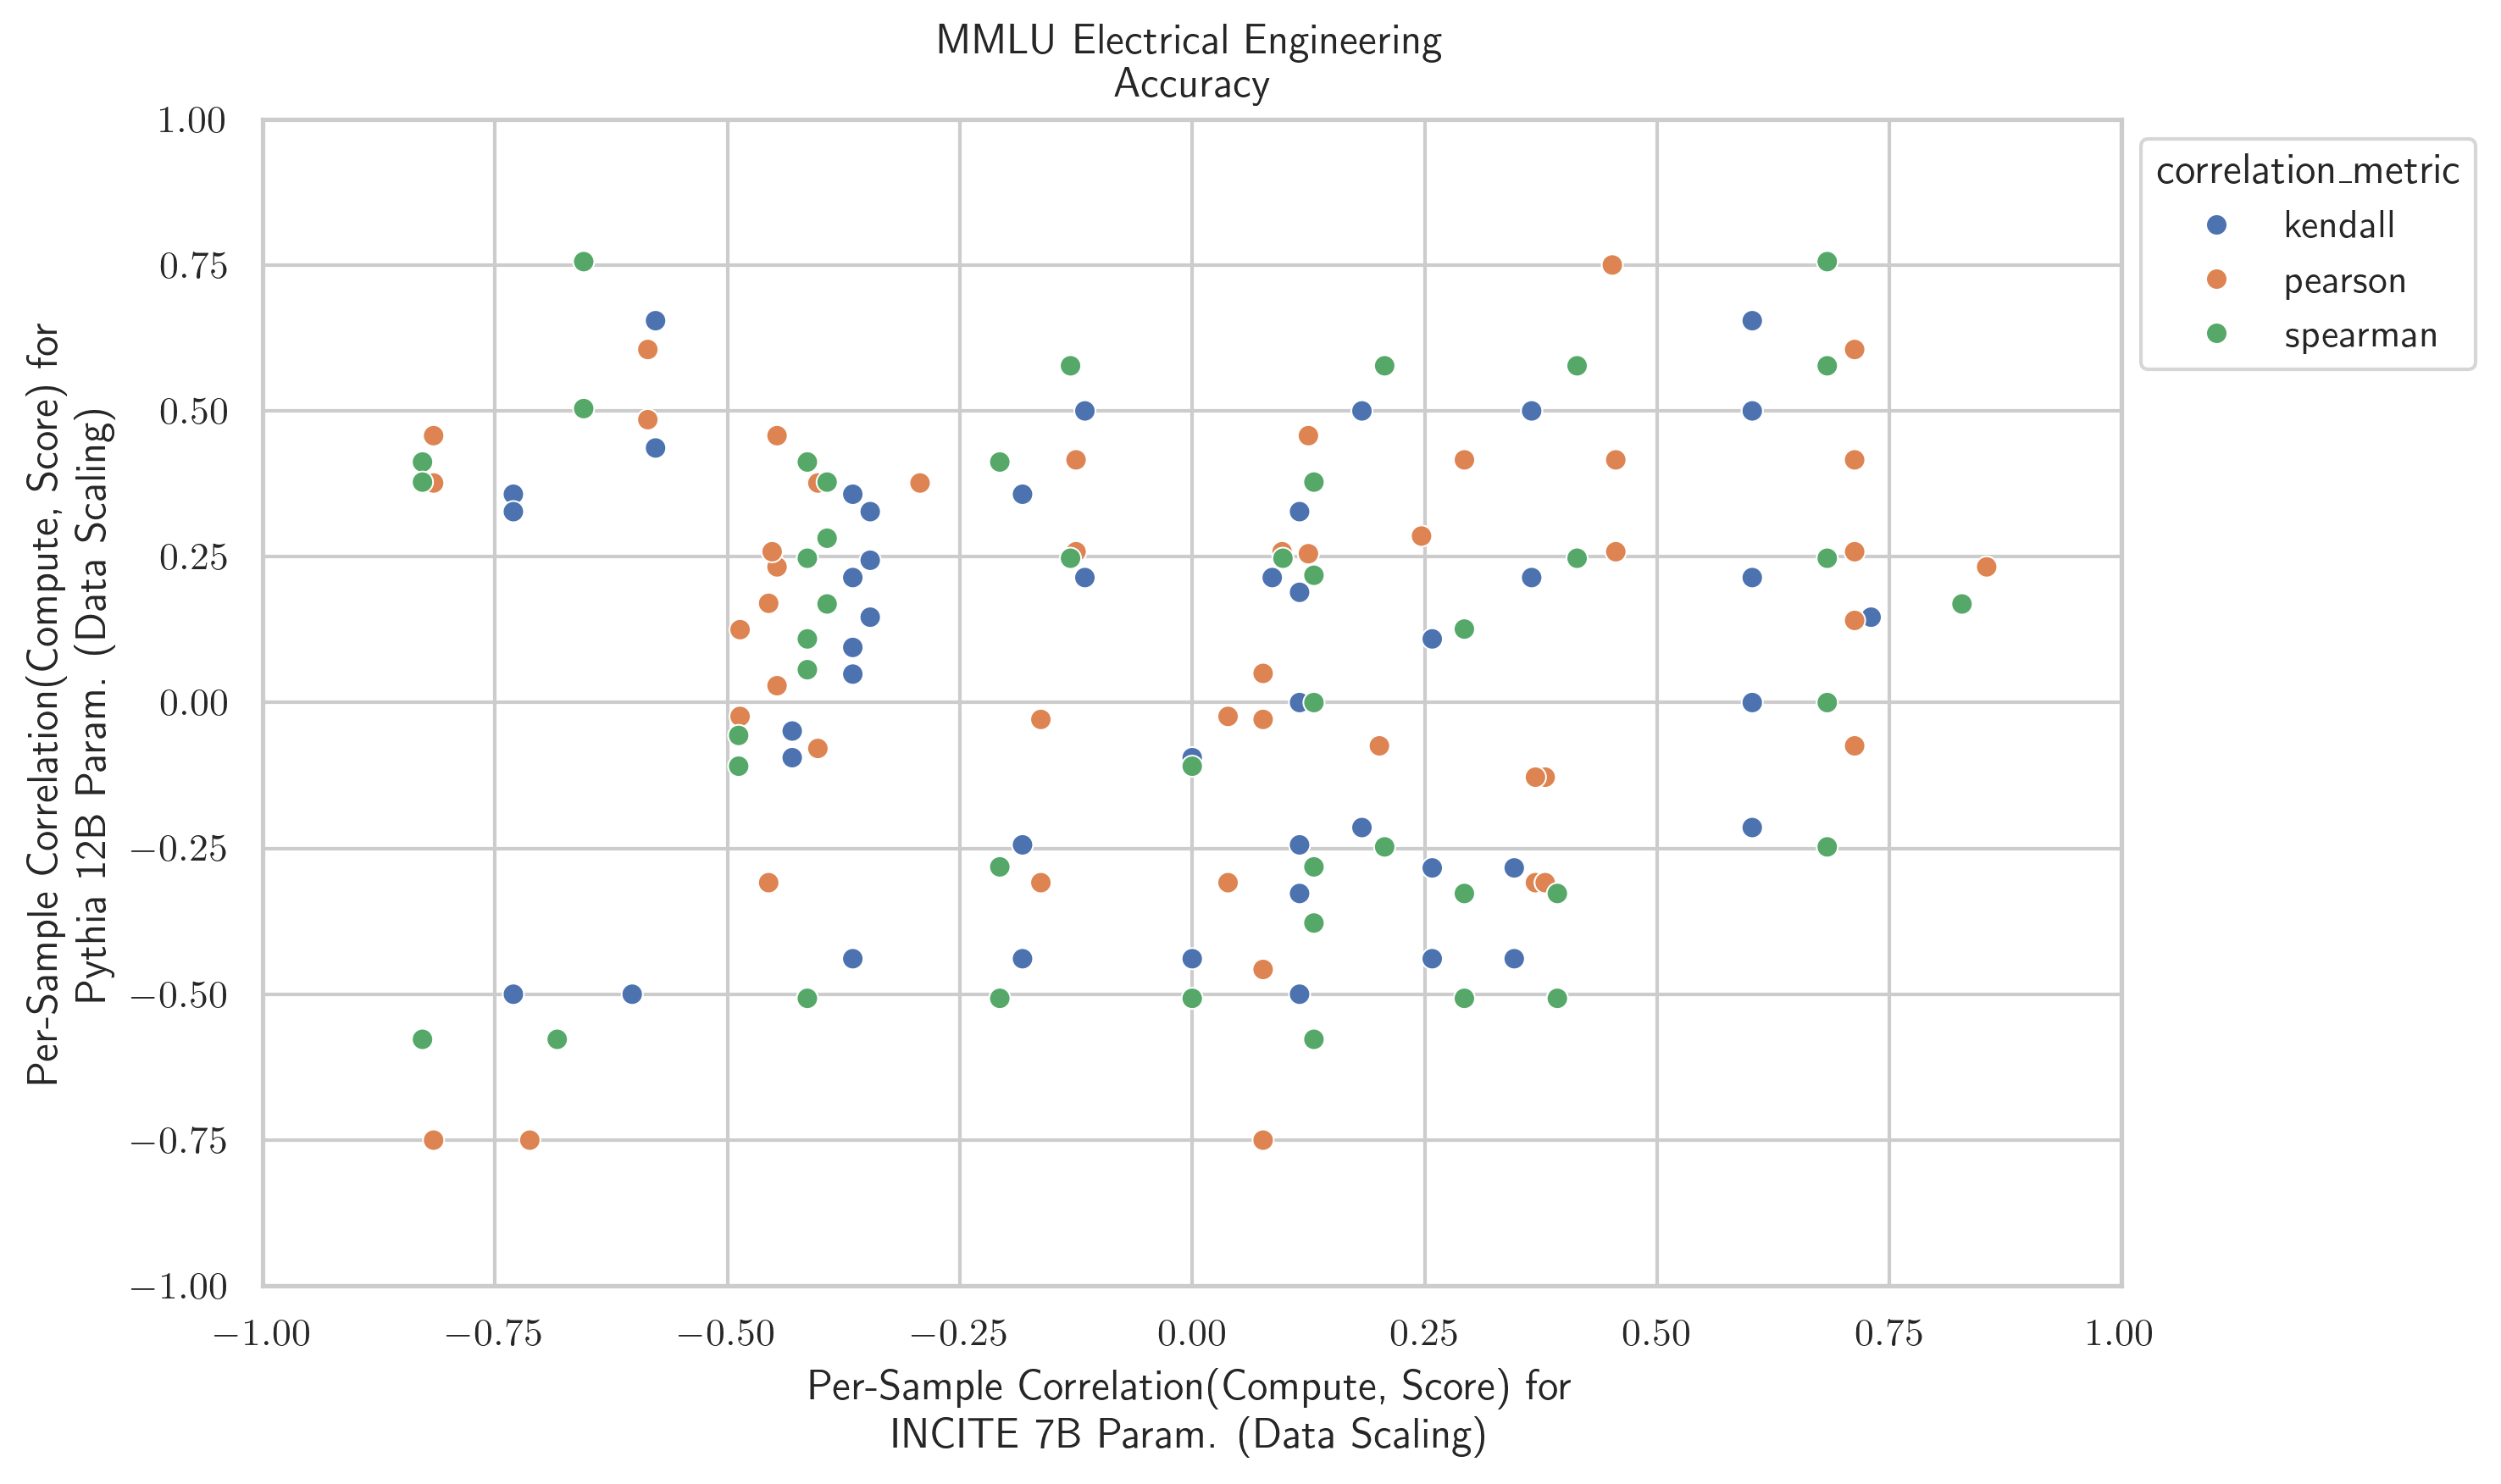 MMLU Electrical Engineering
Accuracy
1.00
0.75
0.50
0.25
0.00
−0.25
−0.50
−0.75
−1.00
Per-Sample Correlation(Compute, Score) for
Pythia 12B Param. (Data Scaling)
correlation_metric
kendall
pearson
spearman
−1.00 −0.75 −0.50 −0.25 0.00 0.25 0.50 0.75 1.00
Per-Sample Correlation(Compute, Score) for
INCITE 7B Param. (Data Scaling)